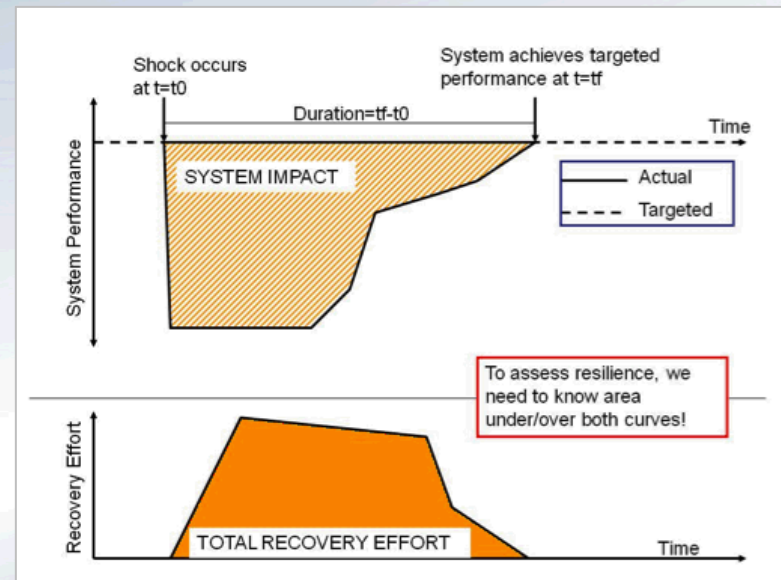 Shock occurs
at t=t0
System achieves targeted
performance at t=tf
Duration=tf-t0
Time
SYSTEM IMPACT
Actual
Targeted
System Performance
To assess resilience, we
need to know area
under/over both curves!
Recovery Effort
TOTAL RECOVERY EFFORT
Time